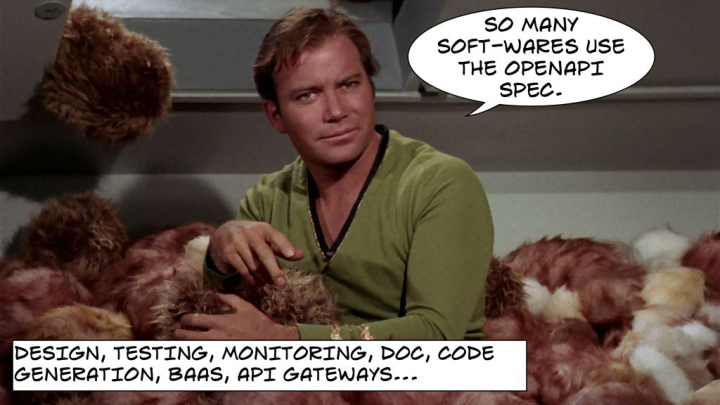 SO MANY
SOFT-WARES USE
THE OPENAPI
SPEC.
DESIGN, TESTING, MONITORING, DOC, CODE
GENERATION, BAAS, API GATEWAYS...